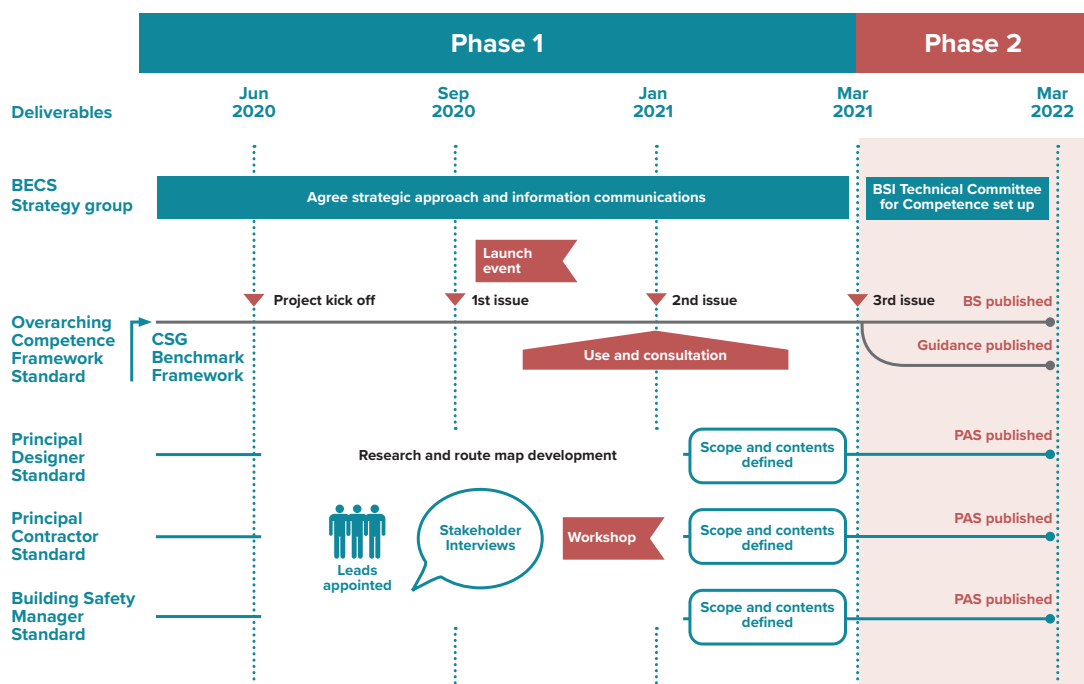 Phase 1
Phase 2
Deliverables
Jun
2020
Sep
2020
Jan
2021
Mar
2021
Mar
2022
BECS
Strategy group
Agree strategic approach and information communications
BSI Technical Committee
for Competence set up
Launch
event
Project kick off
1st issue
2nd issue
3rd issue
BS published
Overarching
Competence
Framework
Standard
CSG
Benchmark
Framework
Use and consultation
Guidance published
Principal
Designer
Standard
Research and route map development
Scope and contents
defined
PAS published
Principal
Contractor
Standard
Leads
appointed
Stakeholder
Interviews
Workshop
Scope and contents
defined
PAS published
Building Safety
Manager
Standard
Scope and contents
defined
PAS published